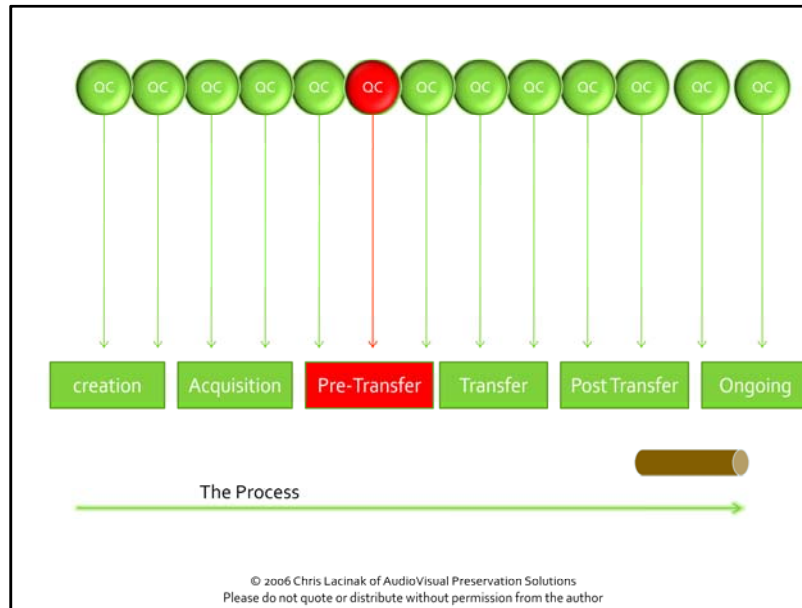 QC QC QC QC QC QC QC QC QC QC QC QC QC
creation Acquisition Pre-Transfer Transfer Post Transfer Ongoing
The Process
© 2006 Chris Lacinak of AudioVisual Preservation Solutions
Please do not quote or distribute without permission from the author